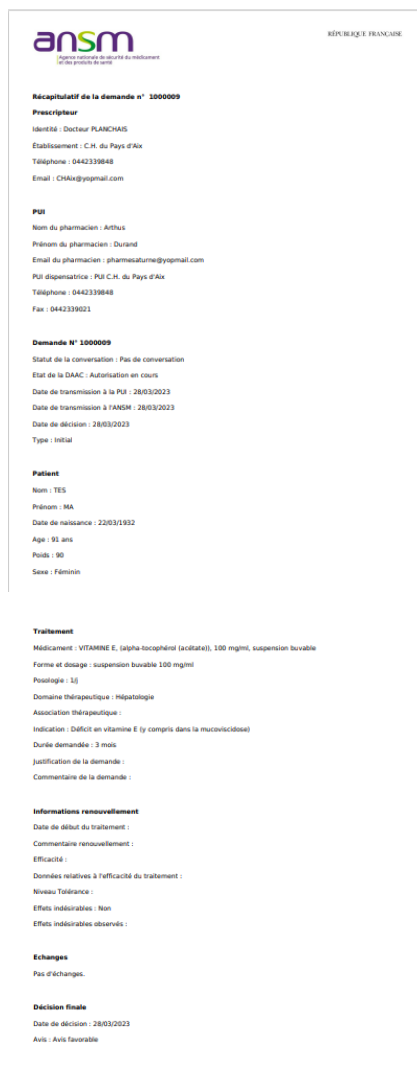 ansm
Agence nationale de sécurité du médicament
et des produits de santé
RÉPUBLIQUE FRANÇAISE
Récapitulatif de la demande n° 1000009
Prescripteur
Identité : Docteur PLANCHAIS
Établissement : C.H. du Pays d'Aix
Téléphone : 0442339848
Email : CHAix@yopmail.com
PUI
Nom du pharmacien : Arthus
Prénom du pharmacien : Durand
Email du pharmacien : pharmesaturne@yopmail.com
PUI dispensatrice : PUI C.H. du Pays d'Aix
Téléphone : 0442339848
Fax : 0442339021
Demande N° 1000009
Statut de la conversation : Pas de conversation
Etat de la DAAC : Autorisation en cours
Date de transmission à la PUI : 28/03/2023
Date de transmission à l'ANSM : 28/03/2023
Date de décision : 28/03/2023
Type : Initial
Patient
Nom : TES
Prénom : MA
Date de naissance : 22/03/1932
Age : 91 ans
Poids : 90
Sexe : Féminin
Traitement
Médicament : VITAMINE E, (alpha-tocophérol (acétate)), 100 mg/ml, suspension buvable
Forme et dosage : suspension buvable 100 mg/ml
Posologie : 1/j
Domaine thérapeutique : Hépatologie
Association thérapeutique :
Indication : Déficit en vitamine E (y compris dans la mucoviscidose)
Durée demandée : 3 mois
Justification de la demande :
Commentaire de la demande :
Informations renouvellement
Date de début du traitement :
Commentaire renouvellement :
Efficacité :
Données relatives à l'efficacité du traitement :
Niveau Tolérance :
Effets indésirables : Non
Effets indésirables observés :
Echanges
Pas d'échanges.
Décision finale
Date de décision : 28/03/2023
Avis : Avis favorable